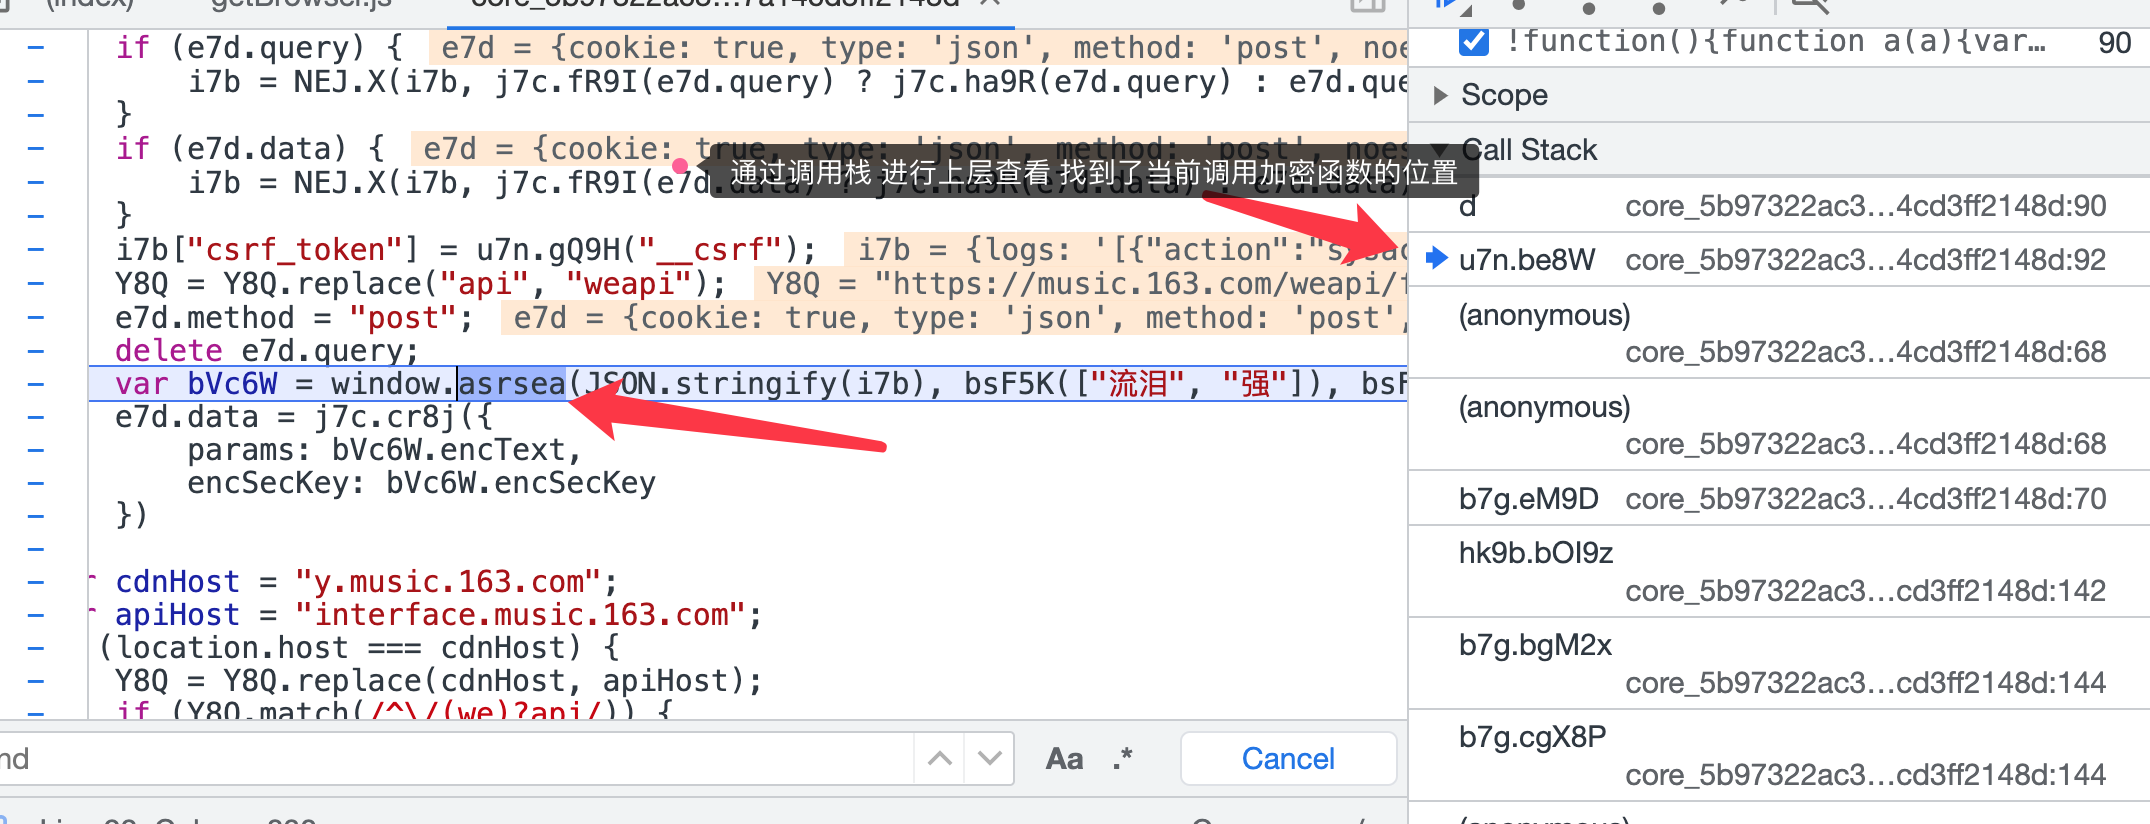 (index)
getBrowser.js
if (e7d.query) { e7d = {cookie: true, type: 'json', method: 'post', noe
i7b = NEJ.X(i7b, j7c.fR9I(e7d.query) ? j7c.ha9R(e7d.query) : e7d.que
}
if (e7d.data) { e7d = {cookie: true, type: 'json', method: 'post', noes
i7b = NEJ.X(i7b, j7c.fR9I(e7d.data) ? j7c.ha9R(e7d.data) : e7d.data)
通过调用栈 进行上层查看 找到了当前调用加密函数的位置
}
i7b["csrf_token"] = u7n.gQ9H("__csrf"); i7b = {logs: '[{"action":"sysac
Y8Q = Y8Q.replace("api", "weapi"); Y8Q = "https://music.163.com/weapi/f
e7d.method = "post"; e7d = {cookie: true, type: 'json', method: 'post',
delete e7d.query;
var bVc6W = window.asrsea(JSON.stringify(i7b), bsF5K(["流泪", "强"]), bsF
e7d.data = j7c.cr8j({
params: bVc6W.encText,
encSecKey: bVc6W.encSecKey
})
r cdnHost = "y.music.163.com";
r apiHost = "interface.music.163.com";
(location.host === cdnHost) {
Y8Q = Y8Q.replace(cdnHost, apiHost);
if (Y8Q.match(/^\/(we)?api/)) {
nd
Aa .* Cancel
!function(){function a(a){var… 90
Scope
Call Stack
d core_5b97322ac3…4cd3ff2148d:90
u7n.be8W core_5b97322ac3…4cd3ff2148d:92
(anonymous)
core_5b97322ac3…4cd3ff2148d:68
(anonymous)
core_5b97322ac3…4cd3ff2148d:68
b7g.eM9D core_5b97322ac3…4cd3ff2148d:70
hk9b.bOI9z
core_5b97322ac3…cd3ff2148d:142
b7g.bgM2x
core_5b97322ac3…cd3ff2148d:144
b7g.cgX8P
core_5b97322ac3…cd3ff2148d:144
(anonymous)